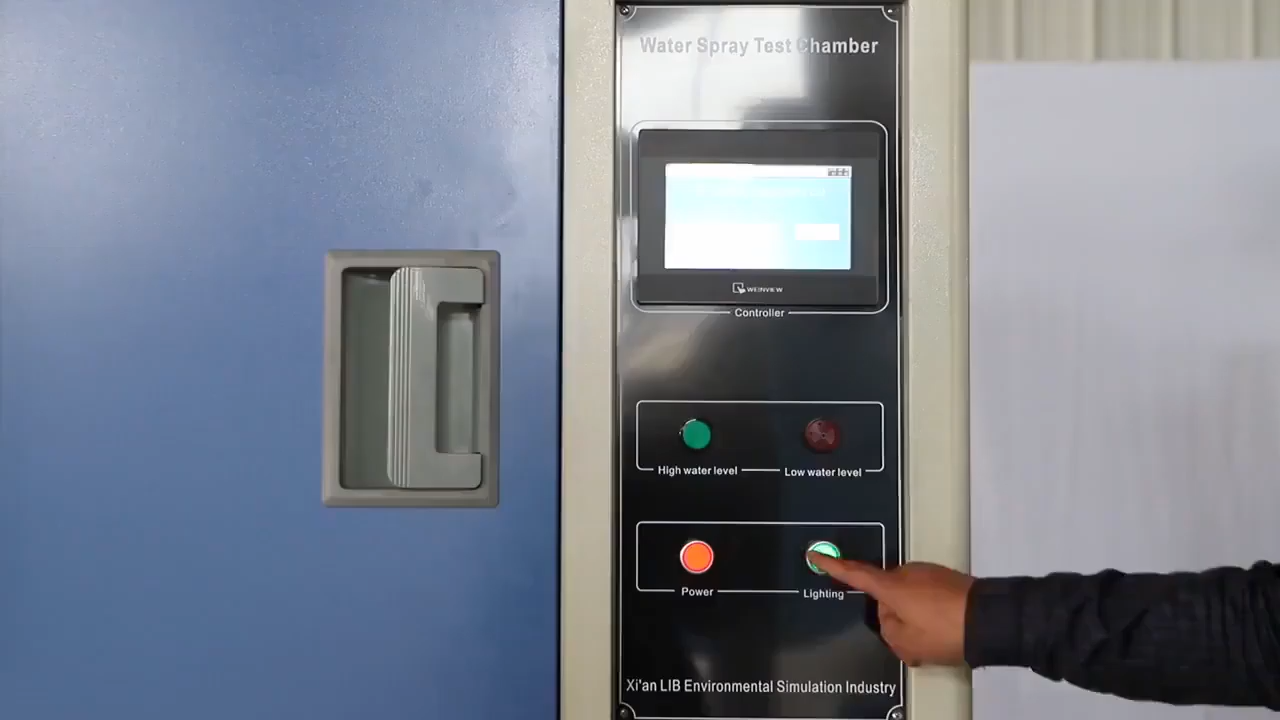 Water Spray Test Chamber
WEINVIEW
Controller
High water level
Low water level
Power
Lighting
Xi'an LIB Environmental Simulation Industry